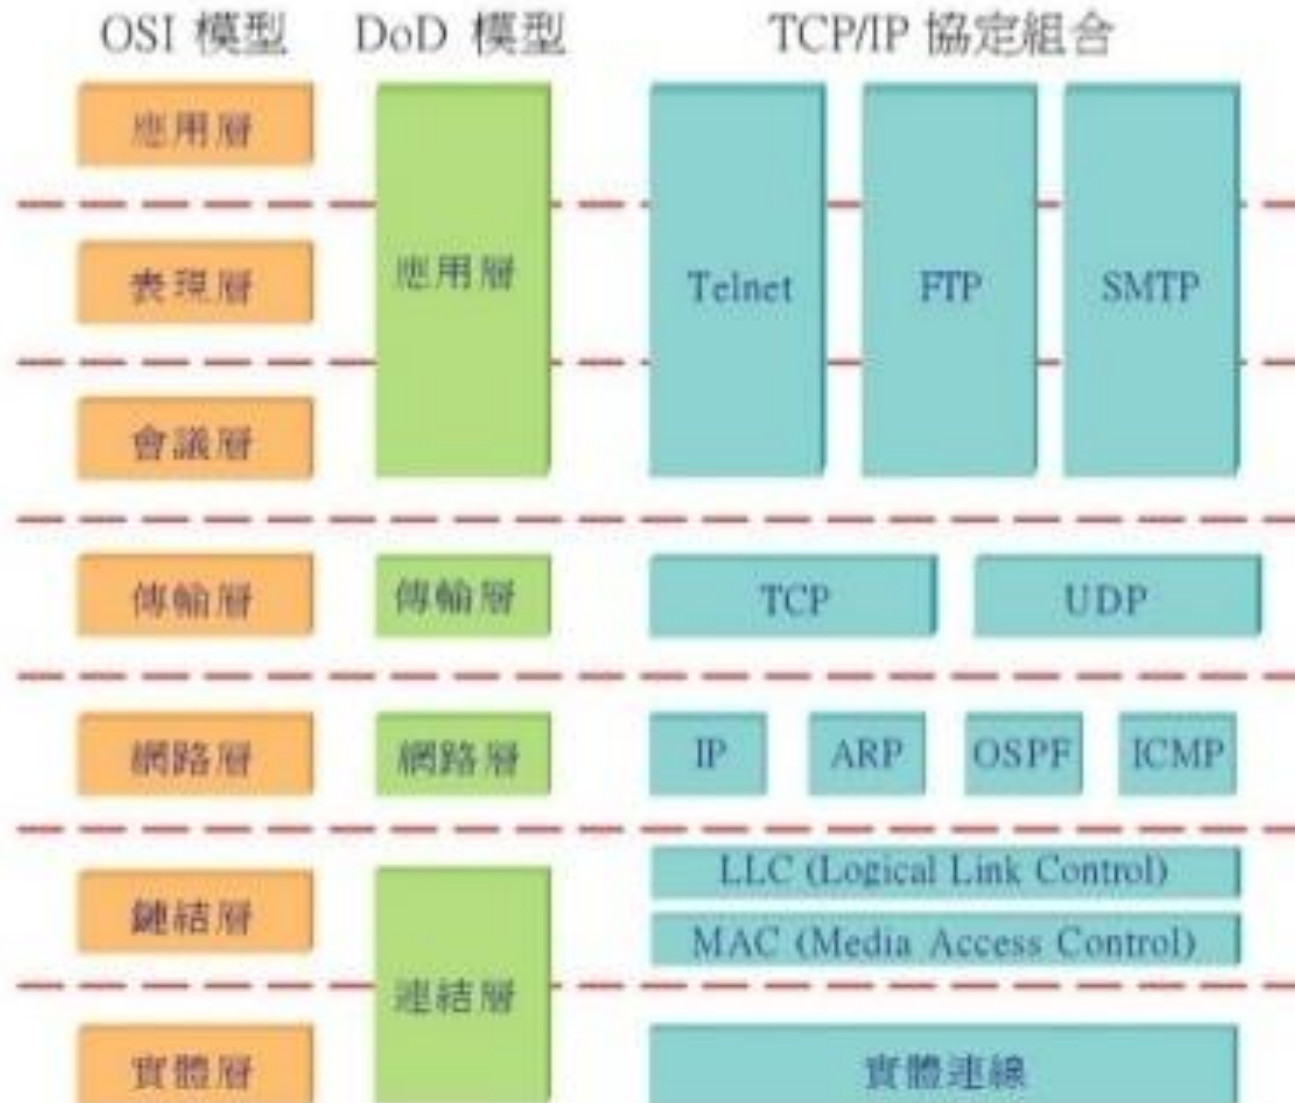 OSI 模型 DoD 模型 TCP/IP 協定組合
應用層
表現層
應用層
Telnet FTP SMTP
會議層
傳輸層 傳輸層 TCP UDP
網路層 網路層 IP ARP OSPF ICMP
LLC (Logical Link Control)
鏈結層
MAC (Media Access Control)
連結層
實體層 實體連線